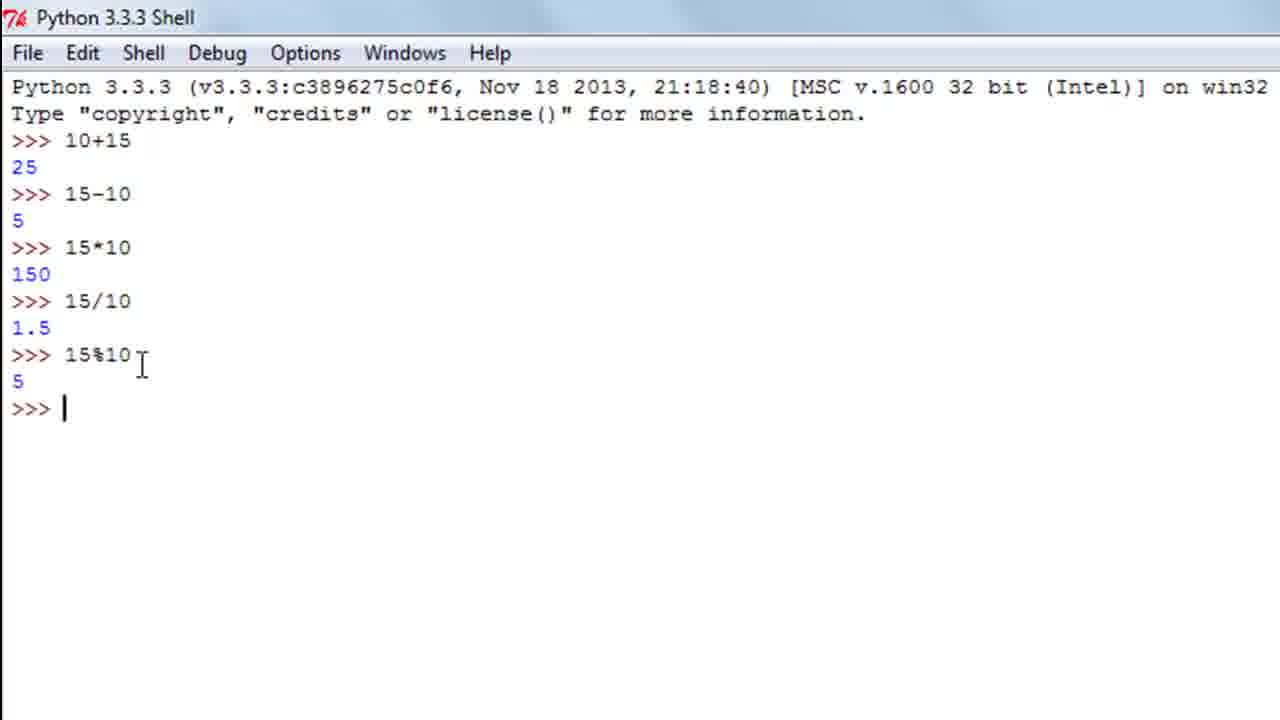 Python 3.3.3 Shell
File Edit Shell Debug Options Windows Help
Python 3.3.3 (v3.3.3:c3896275c0f6, Nov 18 2013, 21:18:40) [MSC v.1600 32 bit (Intel)] on win32
Type "copyright", "credits" or "license()" for more information.
>>> 10+15
25
>>> 15-10
5
>>> 15*10
150
>>> 15/10
1.5
>>> 15%10
5
>>>